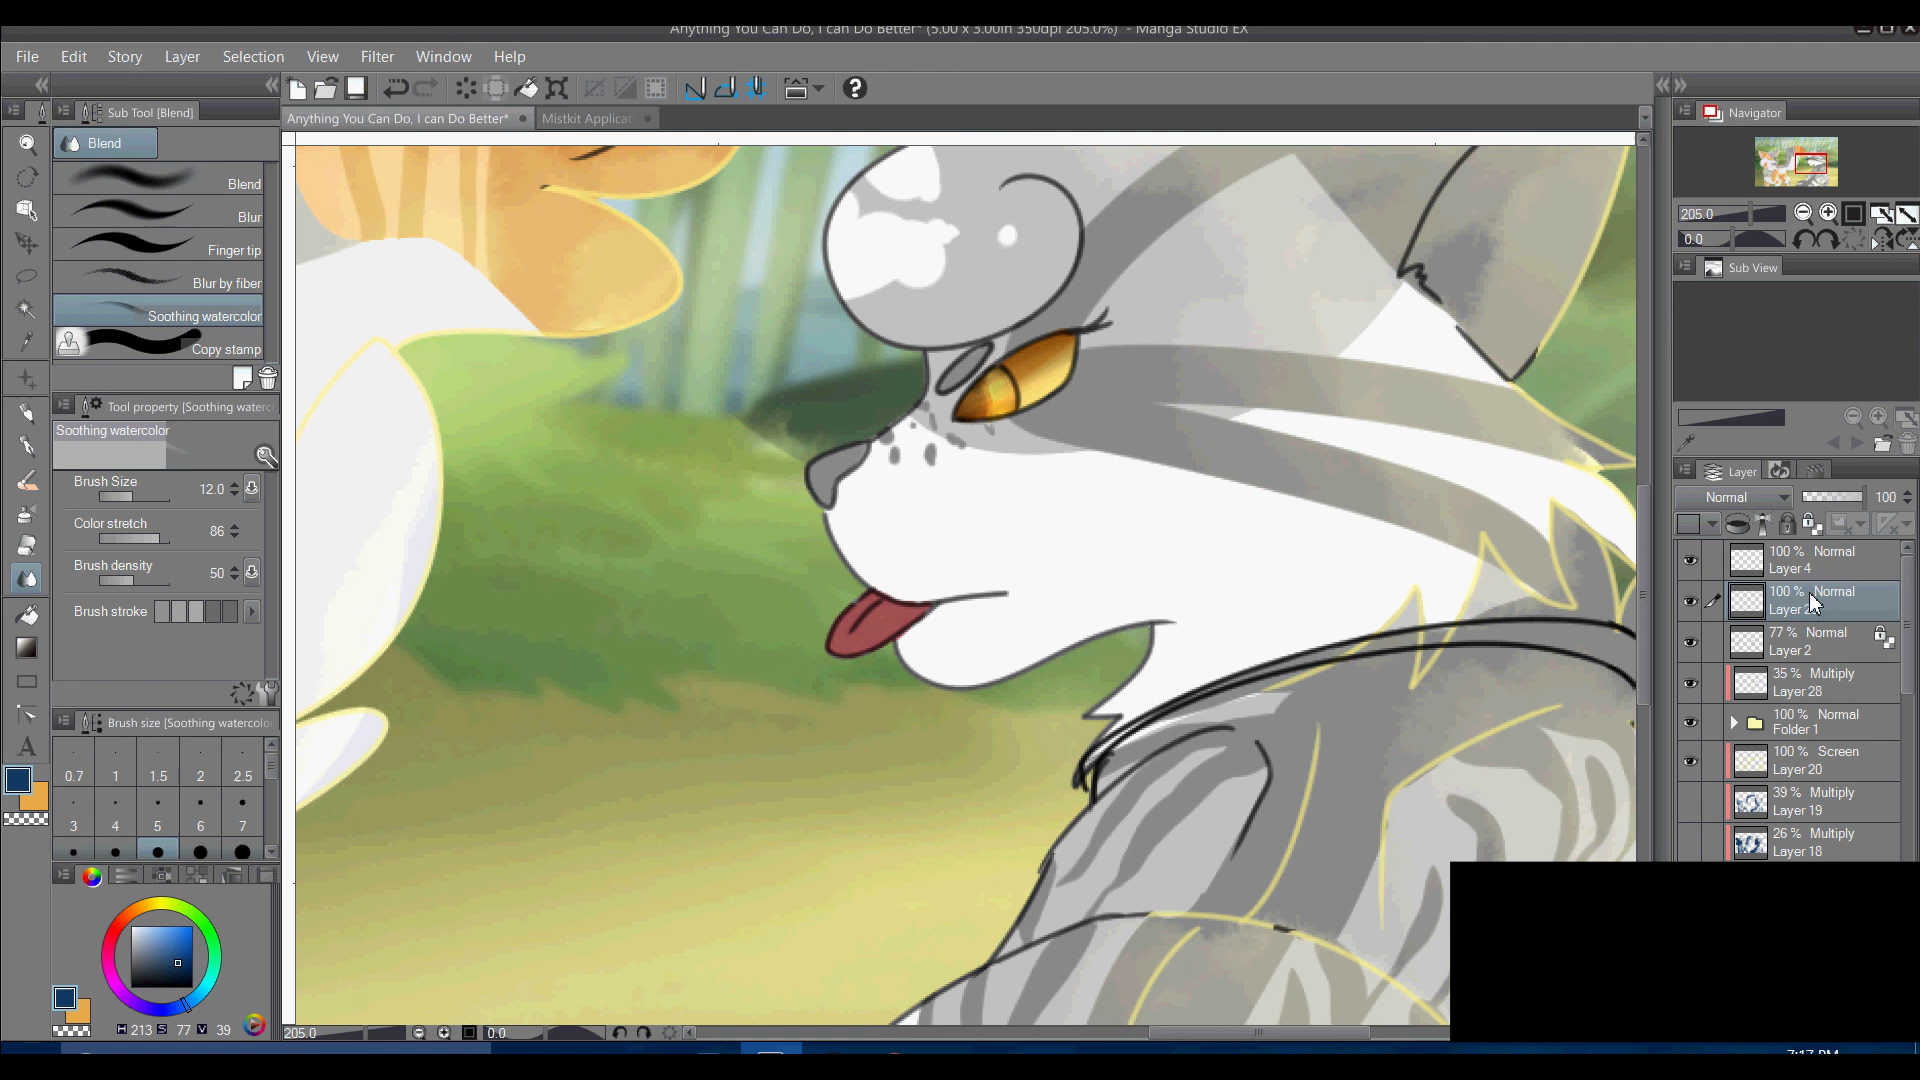 Anything You Can Do, I can Do Better* (5.00 x 3.00in 350dpi 205.0%) - Manga Studio EX
File Edit Story Layer Selection View Filter Window Help
Sub Tool [Blend]
Anything You Can Do, I can Do Better*
Mistkit Applicat
Navigator
Blend
Blend
Blur
Finger tip
Blur by fiber
Soothing watercolor
Copy stamp
205.0
0.0
Sub View
Tool property [Soothing waterc
Soothing watercolor
Brush Size 12.0
Color stretch 86
Brush density 50
Brush stroke
Layer
Normal 100
100 % Normal
Layer 4
100 % Normal
Layer 2
77 % Normal
Layer 2
35 % Multiply
Layer 28
100 % Normal
Folder 1
100 % Screen
Layer 20
39 % Multiply
Layer 19
26 % Multiply
Layer 18
Brush size [Soothing watercolo
0.7 1 1.5 2 2.5
3 4 5 6 7
H 213 S 77 V 39
205.0 0.0
7:17 PM